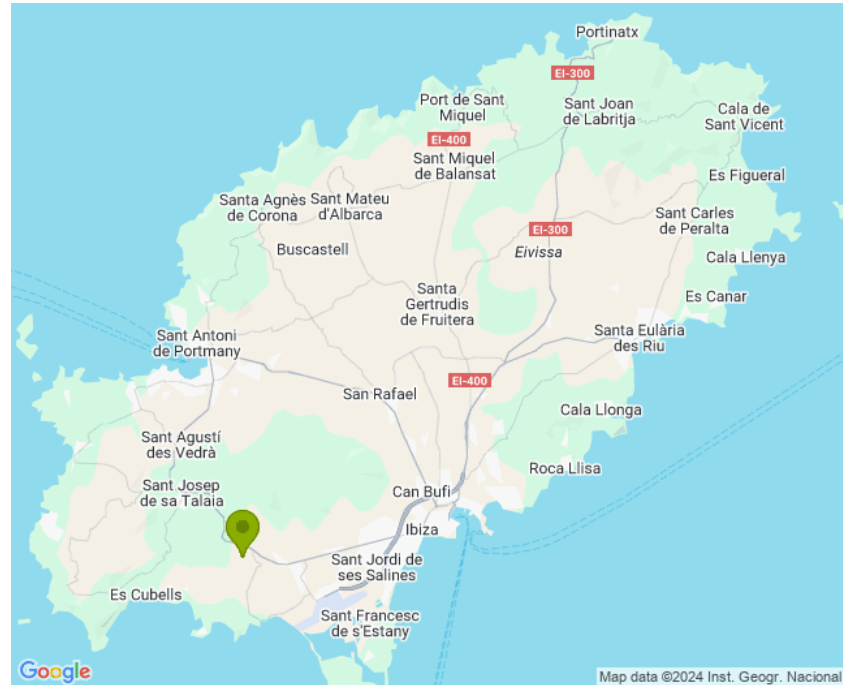 Portinatx
EI-300
Port de Sant
Miquel
Sant Joan
de Labritja
Cala de
Sant Vicent
EI-400
Sant Miquel
de Balansat
Es Figueral
Santa Agnès
de Corona
Sant Mateu
d'Albarca
Sant Carles
de Peralta
EI-300
Buscastell
Eivissa
Cala Llenya
Santa
Gertrudis
de Fruitera
Es Canar
Sant Antoni
de Portmany
Santa Eulària
des Riu
EI-400
San Rafael
Cala Llonga
Sant Agustí
des Vedrà
Roca Llisa
Sant Josep
de sa Talaia
Can Bufí
Ibiza
Sant Jordi de
ses Salines
Es Cubells
Sant Francesc
de s'Estany
Google
Map data ©2024 Inst. Geogr. Nacional